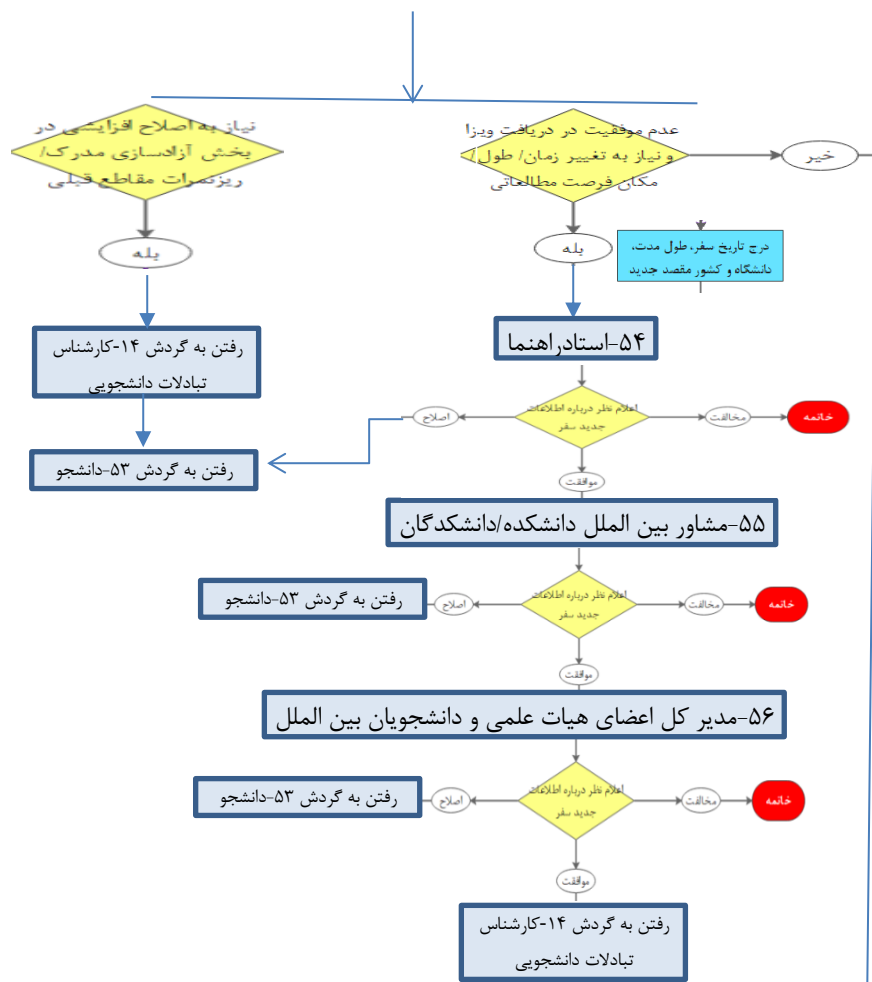 نیاز به اصلاح افزایشی در
بخش آزادسازی مدرک/
ریزنمرات مقاطع قبلی
عدم موفقیت در دریافت ویزا
و نیاز به تغییر زمان/ طول/
مکان فرصت مطالعاتی
خیر
بله
بله
درج تاریخ سفر، طول مدت،
دانشگاه و کشور مقصد جدید
رفتن به گردش ۱۴-کارشناس
تبادلات دانشجویی
۵۴-استادراهنما
اعلام نظر درباره اطلاعات
جدید سفر
اصلاح
مخالفت
خاتمه
رفتن به گردش ۵۳-دانشجو
موافقت
۵۵-مشاور بین الملل دانشکده/دانشکدگان
اعلام نظر درباره اطلاعات
جدید سفر
اصلاح
مخالفت
خاتمه
رفتن به گردش ۵۳-دانشجو
موافقت
۵۶-مدیر کل اعضای هیات علمی و دانشجویان بین الملل
اعلام نظر درباره اطلاعات
جدید سفر
اصلاح
مخالفت
خاتمه
رفتن به گردش ۵۳-دانشجو
موافقت
رفتن به گردش ۱۴-کارشناس
تبادلات دانشجویی